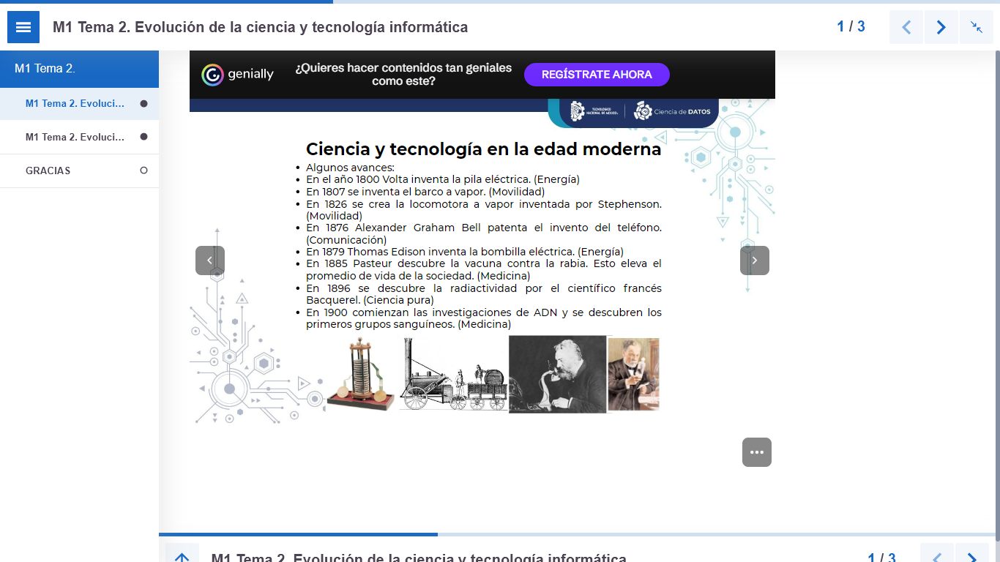 M1 Tema 2. Evolución de la ciencia y tecnología informática
1 / 3
M1 Tema 2.
M1 Tema 2. Evoluci...
M1 Tema 2. Evoluci...
GRACIAS
genially
¿Quieres hacer contenidos tan geniales
como este?
REGÍSTRATE AHORA
TECNOLÓGICO
NACIONAL DE MÉXICO
Ciencia de DATOS
Ciencia y tecnología en la edad moderna
• Algunos avances:
• En el año 1800 Volta inventa la pila eléctrica. (Energía)
• En 1807 se inventa el barco a vapor. (Movilidad)
• En 1826 se crea la locomotora a vapor inventada por Stephenson.
(Movilidad)
• En 1876 Alexander Graham Bell patenta el invento del teléfono.
(Comunicación)
• En 1879 Thomas Edison inventa la bombilla eléctrica. (Energía)
• En 1885 Pasteur descubre la vacuna contra la rabia. Esto eleva el
promedio de vida de la sociedad. (Medicina)
• En 1896 se descubre la radiactividad por el científico francés
Bacquerel. (Ciencia pura)
• En 1900 comienzan las investigaciones de ADN y se descubren los
primeros grupos sanguíneos. (Medicina)
M1 Tema 2. Evolución de la ciencia y tecnología informática
1 / 3